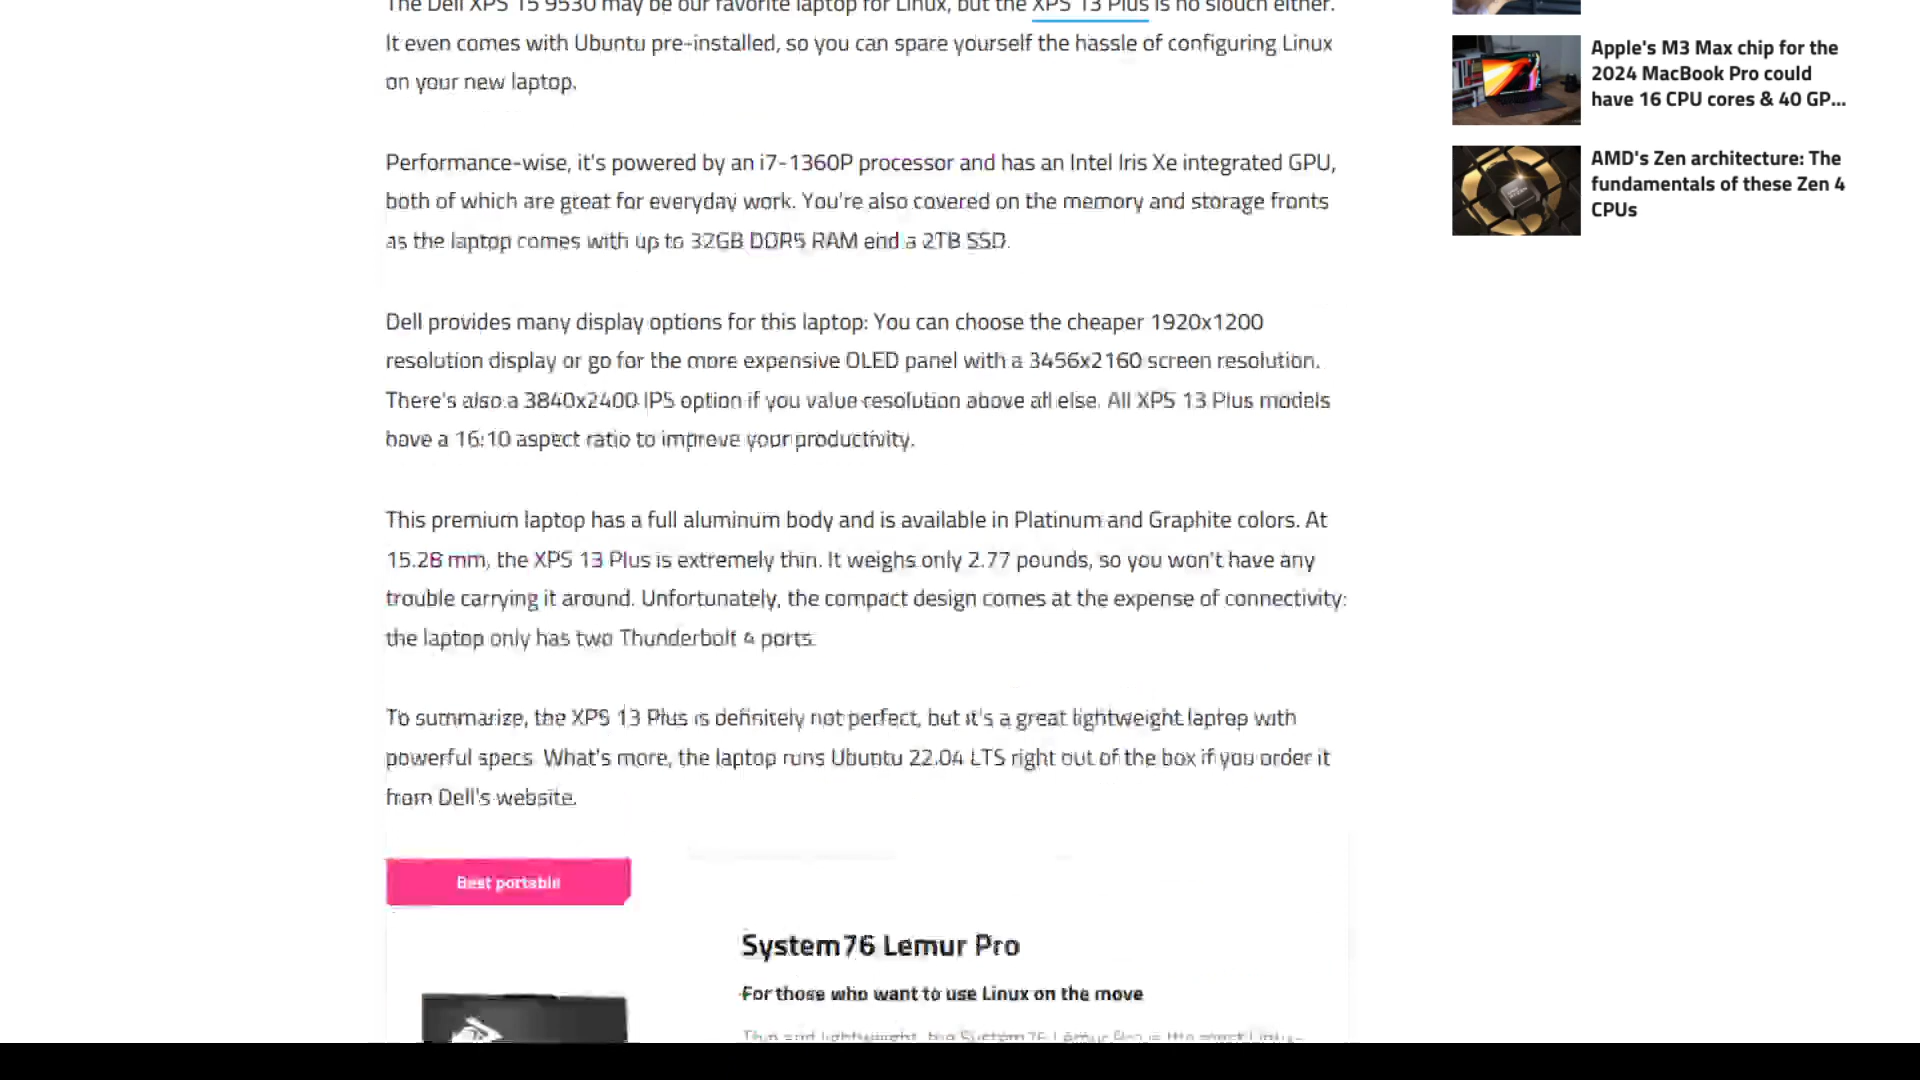 The Dell XPS 15 9530 may be our favorite laptop for Linux, but the XPS 13 Plus is no slouch either.
It even comes with Ubuntu pre-installed, so you can spare yourself the hassle of configuring Linux
on your new laptop.
Performance-wise, it's powered by an i7-1360P processor and has an Intel Iris Xe integrated GPU,
both of which are great for everyday work. You're also covered on the memory and storage fronts
as the laptop comes with up to 32GB DDR5 RAM and a 2TB SSD.
Dell provides many display options for this laptop: You can choose the cheaper 1920x1200
resolution display or go for the more expensive OLED panel with a 3456x2160 screen resolution.
There's also a 3840x2400 IPS option if you value resolution above all else. All XPS 13 Plus models
have a 16:10 aspect ratio to improve your productivity.
This premium laptop has a full aluminum body and is available in Platinum and Graphite colors. At
15.28 mm, the XPS 13 Plus is extremely thin. It weighs only 2.77 pounds, so you won't have any
trouble carrying it around. Unfortunately, the compact design comes at the expense of connectivity:
the laptop only has two Thunderbolt 4 ports.
To summarize, the XPS 13 Plus is definitely not perfect, but it's a great lightweight laptop with
powerful specs. What's more, the laptop runs Ubuntu 22.04 LTS right out of the box if you order it
from Dell's website.
Best portable
System76 Lemur Pro
For those who want to use Linux on the move
Thin and lightweight, the System76 Lemur Pro is the most Linux-
Apple's M3 Max chip for the
2024 MacBook Pro could
have 16 CPU cores & 40 GP...
AMD's Zen architecture: The
fundamentals of these Zen 4
CPUs